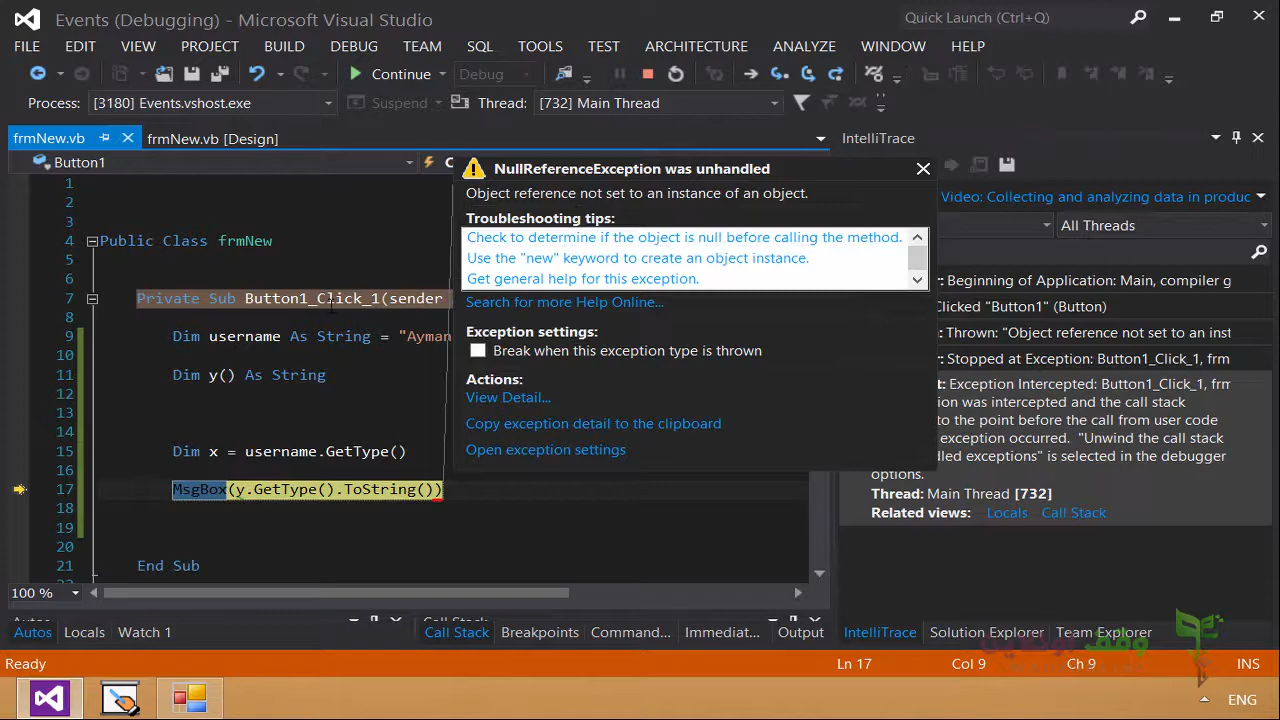 Events (Debugging) - Microsoft Visual Studio
Quick Launch (Ctrl+Q)
FILE EDIT VIEW PROJECT BUILD DEBUG TEAM SQL TOOLS TEST ARCHITECTURE ANALYZE WINDOW HELP
Continue Debug
Process: [3180] Events.vshost.exe Suspend Thread: [732] Main Thread
frmNew.vb frmNew.vb [Design]
Button1
1
2
3
4 Public Class frmNew
5
6
7 Private Sub Button1_Click_1(sender
8
9 Dim username As String = "Ayman
10
11 Dim y() As String
12
13
14
15 Dim x = username.GetType()
16
17 MsgBox(y.GetType().ToString())
18
19
20
21 End Sub
100 %
NullReferenceException was unhandled
Object reference not set to an instance of an object.
Troubleshooting tips:
Check to determine if the object is null before calling the method.
Use the "new" keyword to create an object instance.
Get general help for this exception.
Search for more Help Online...
Exception settings:
Break when this exception type is thrown
Actions:
View Detail...
Copy exception detail to the clipboard
Open exception settings
IntelliTrace
Video: Collecting and analyzing data in produc
All Threads
: Beginning of Application: Main, compiler g
licked "Button1" (Button)
Thrown: "Object reference not set to an inst
: Stopped at Exception: Button1_Click_1, frm
t: Exception Intercepted: Button1_Click_1, frm
tion was intercepted and the call stack
to the point before the call from user code
exception occurred. "Unwind the call stack
lled exceptions" is selected in the debugger
options.
Thread: Main Thread [732]
Related views: Locals Call Stack
Autos Locals Watch 1
Call Stack Breakpoints Command... Immediat... Output
IntelliTrace Solution Explorer Team Explorer
Ready Ln 17 Col 9 Ch 9 INS
ENG